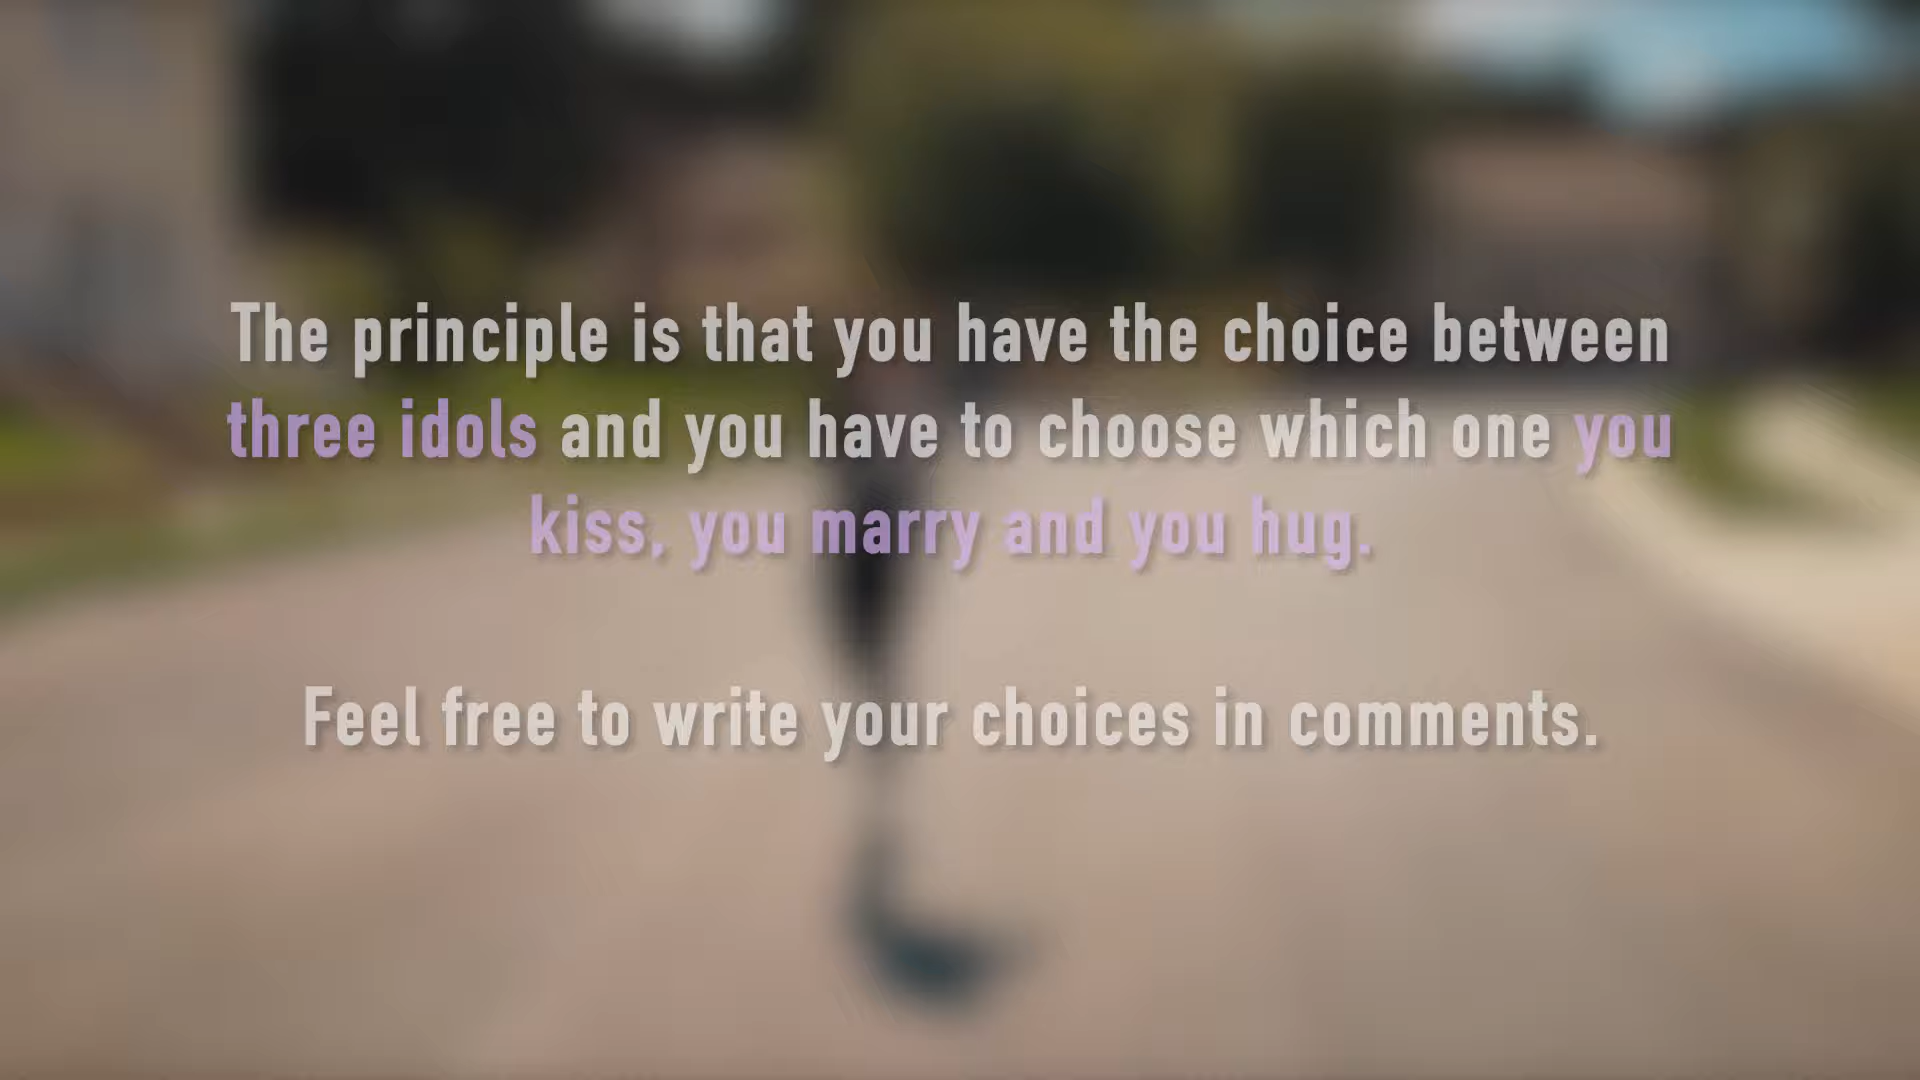 The principle is that you have the choice between
three idols and you have to choose which one you
kiss, you marry and you hug.
Feel free to write your choices in comments.